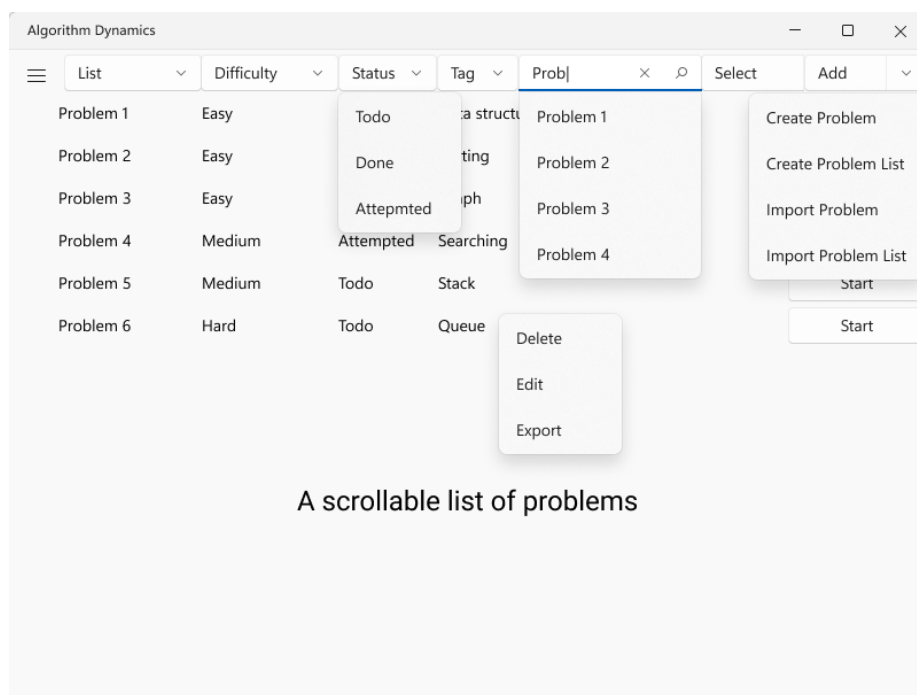 Algorithm Dynamics
List Difficulty Status Tag Prob Select Add
Problem 1 Easy
Problem 2 Easy
Problem 3 Easy
Problem 4 Medium Attempted Searching
Problem 5 Medium Todo Stack Start
Problem 6 Hard Todo Queue Start
Todo
Done
Attepmted
Problem 1
Problem 2
Problem 3
Problem 4
Create Problem
Create Problem List
Import Problem
Import Problem List
Delete
Edit
Export
A scrollable list of problems